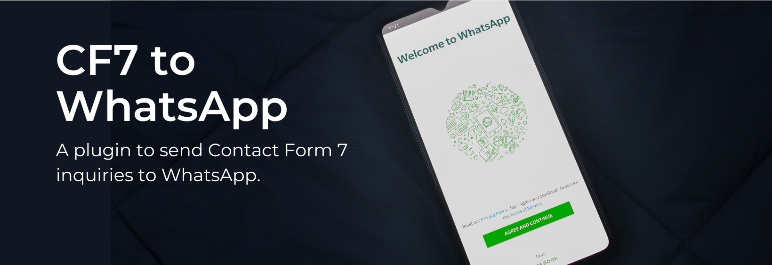 CF7 to
WhatsApp
A plugin to send Contact Form 7
inquiries to WhatsApp.
Welcome to WhatsApp
AGREE AND CONTINUE